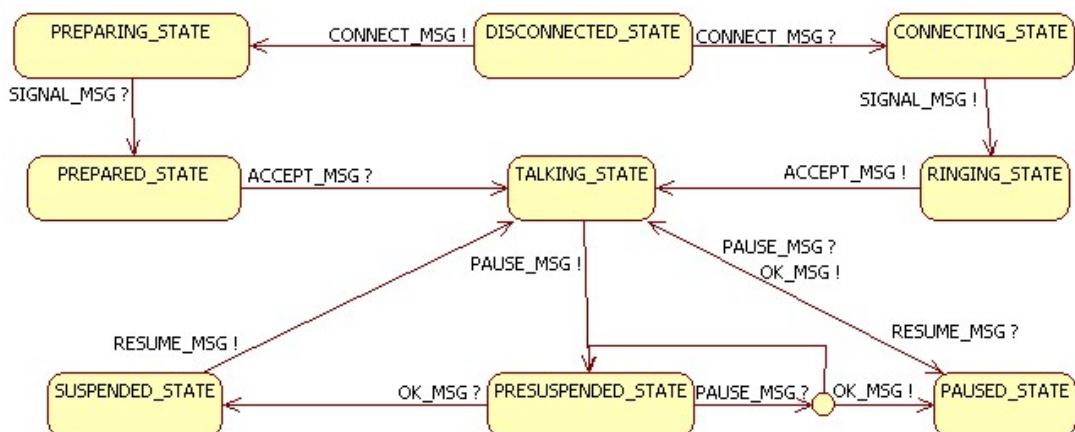 PREPARING_STATE
CONNECT_MSG !
DISCONNECTED_STATE
CONNECT_MSG ?
CONNECTING_STATE
SIGNAL_MSG ?
SIGNAL_MSG !
PREPARED_STATE
ACCEPT_MSG ?
TALKING_STATE
ACCEPT_MSG !
RINGING_STATE
PAUSE_MSG !
PAUSE_MSG ?
OK_MSG !
RESUME_MSG !
RESUME_MSG ?
SUSPENDED_STATE
OK_MSG ?
PRESUSPENDED_STATE
PAUSE_MSG ?
OK_MSG !
PAUSED_STATE